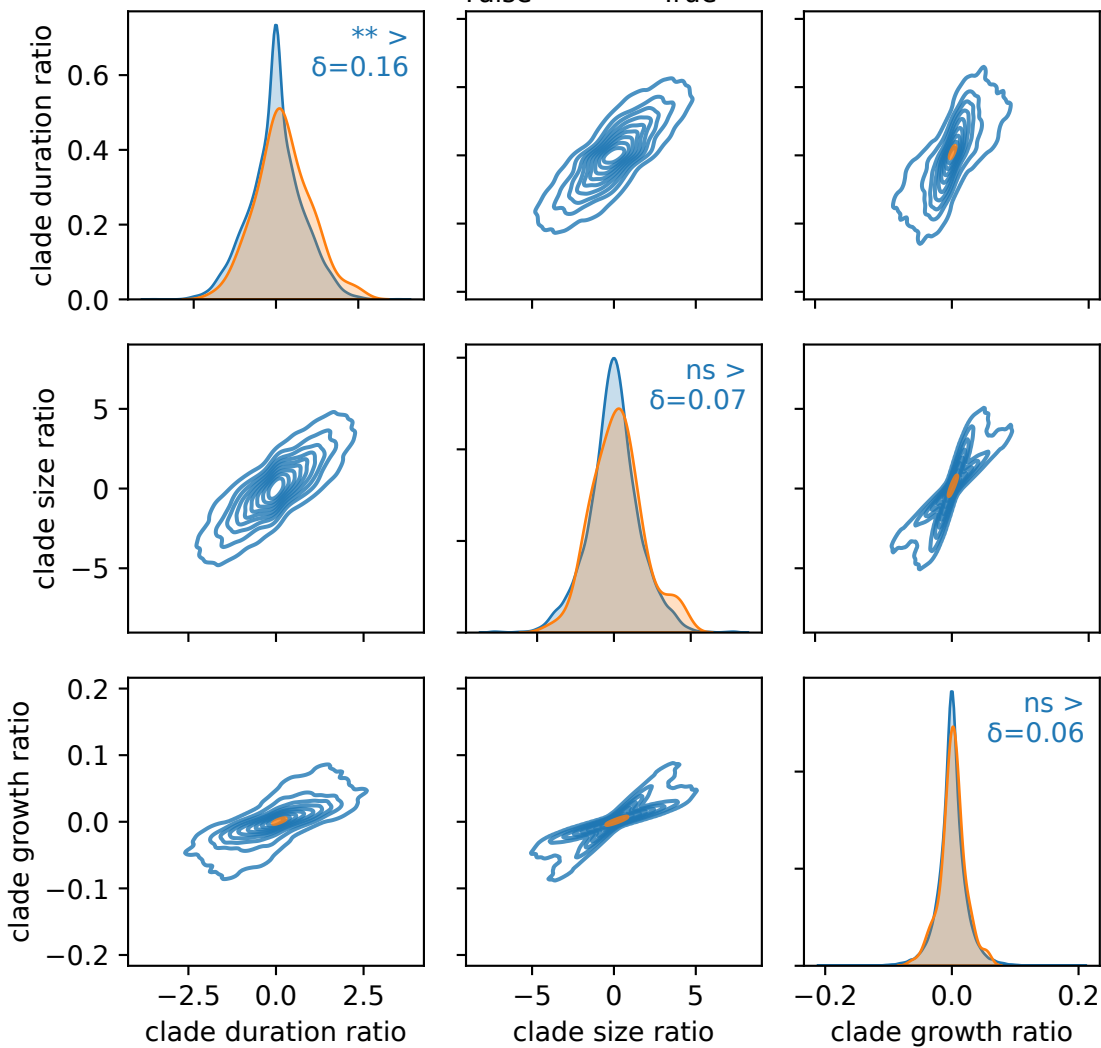 ** >
δ=0.16
clade duration ratio
0.6
0.4
0.2
0.0
ns >
δ=0.07
clade size ratio
5
0
−5
ns >
δ=0.06
clade growth ratio
0.2
0.1
0.0
−0.1
−0.2
−2.5 0.0 2.5
−5 0 5
−0.2 0.0 0.2
clade duration ratio
clade size ratio
clade growth ratio